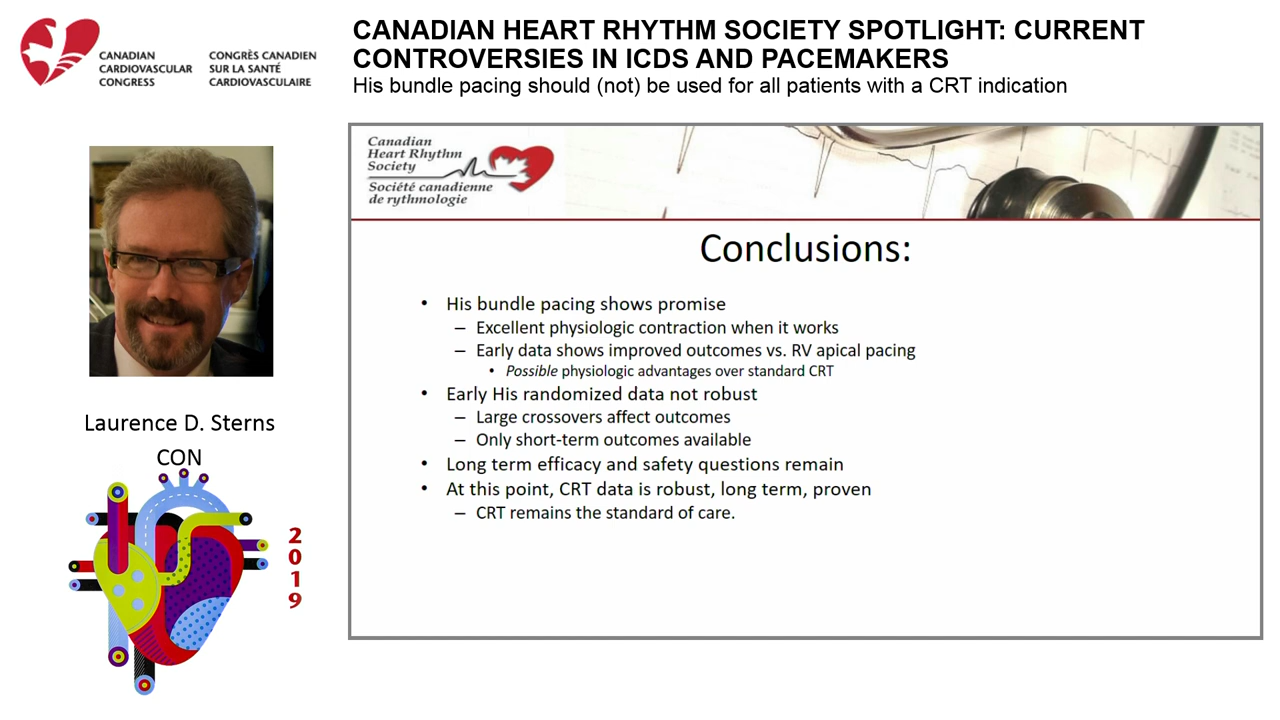 CANADIAN
CARDIOVASCULAR
CONGRESS
CONGRÈS CANADIEN
SUR LA SANTÉ
CARDIOVASCULAIRE
CANADIAN HEART RHYTHM SOCIETY SPOTLIGHT: CURRENT
CONTROVERSIES IN ICDS AND PACEMAKERS
His bundle pacing should (not) be used for all patients with a CRT indication
Laurence D. Sterns
CON
2
0
1
9
Canadian
Heart Rhythm
Society
Société canadienne
de rythmologie
Conclusions:
• His bundle pacing shows promise
– Excellent physiologic contraction when it works
– Early data shows improved outcomes vs. RV apical pacing
• Possible physiologic advantages over standard CRT
• Early His randomized data not robust
– Large crossovers affect outcomes
– Only short-term outcomes available
• Long term efficacy and safety questions remain
• At this point, CRT data is robust, long term, proven
– CRT remains the standard of care.